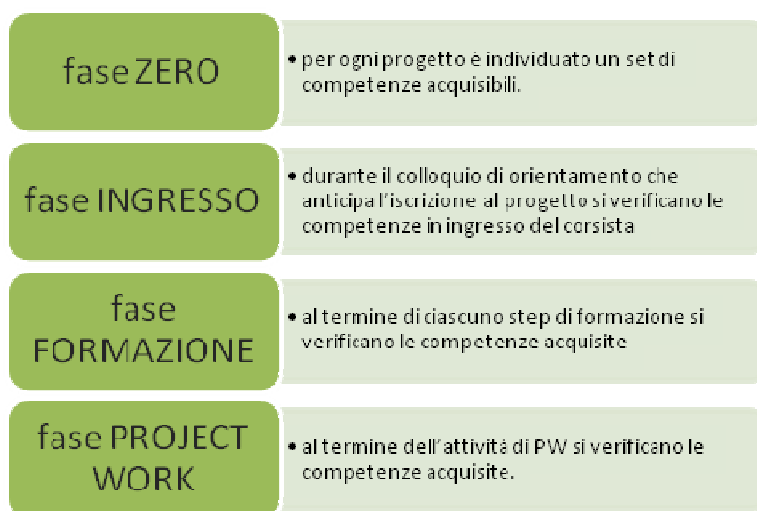 fase ZERO
• per ogni progetto è individuato un set di
competenze acquisibili.
fase INGRESSO
• durante il colloquio di orientamento che
anticipa l'iscrizione al progetto si verificano le
competenze in ingresso del corsista
fase
FORMAZIONE
• al termine di ciascuno step di formazione si
verificano le competenze acquisite
fase PROJECT
WORK
• al termine dell'attività di PW si verificano le
competenze acquisite.